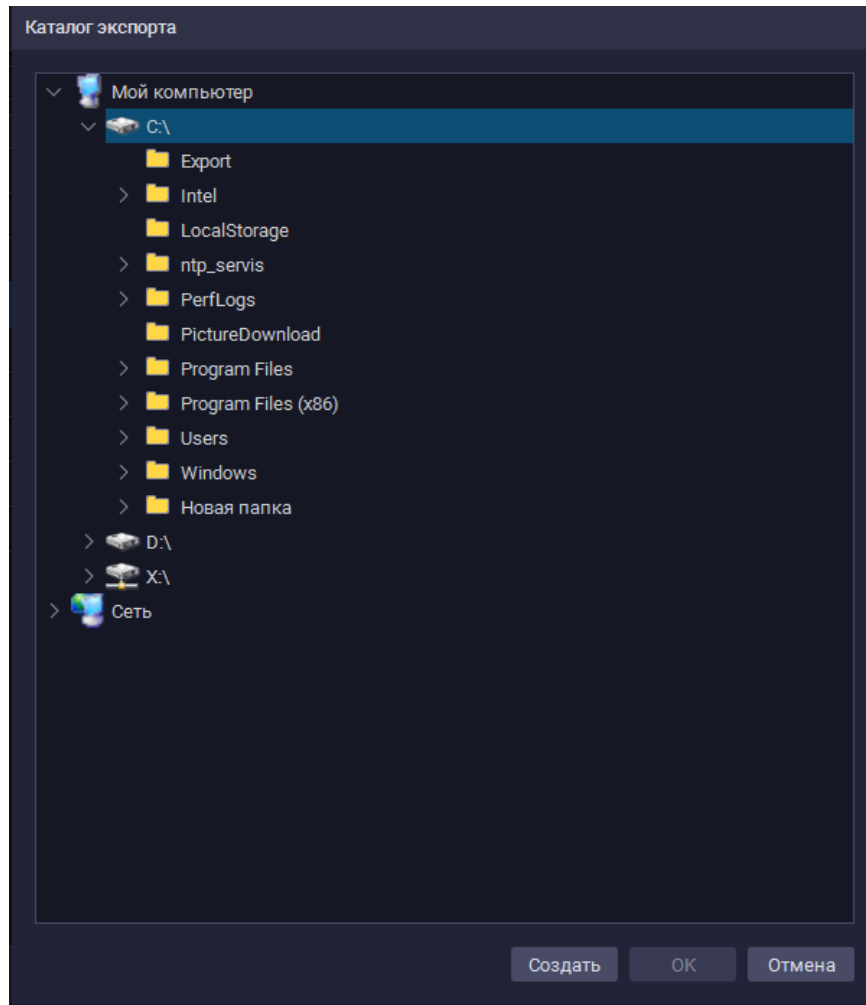 Каталог экспорта
Мой компьютер
C:\
Export
Intel
LocalStorage
ntp_servis
PerfLogs
PictureDownload
Program Files
Program Files (x86)
Users
Windows
Новая папка
D:\
X:\
Сеть
Создать OK Отмена